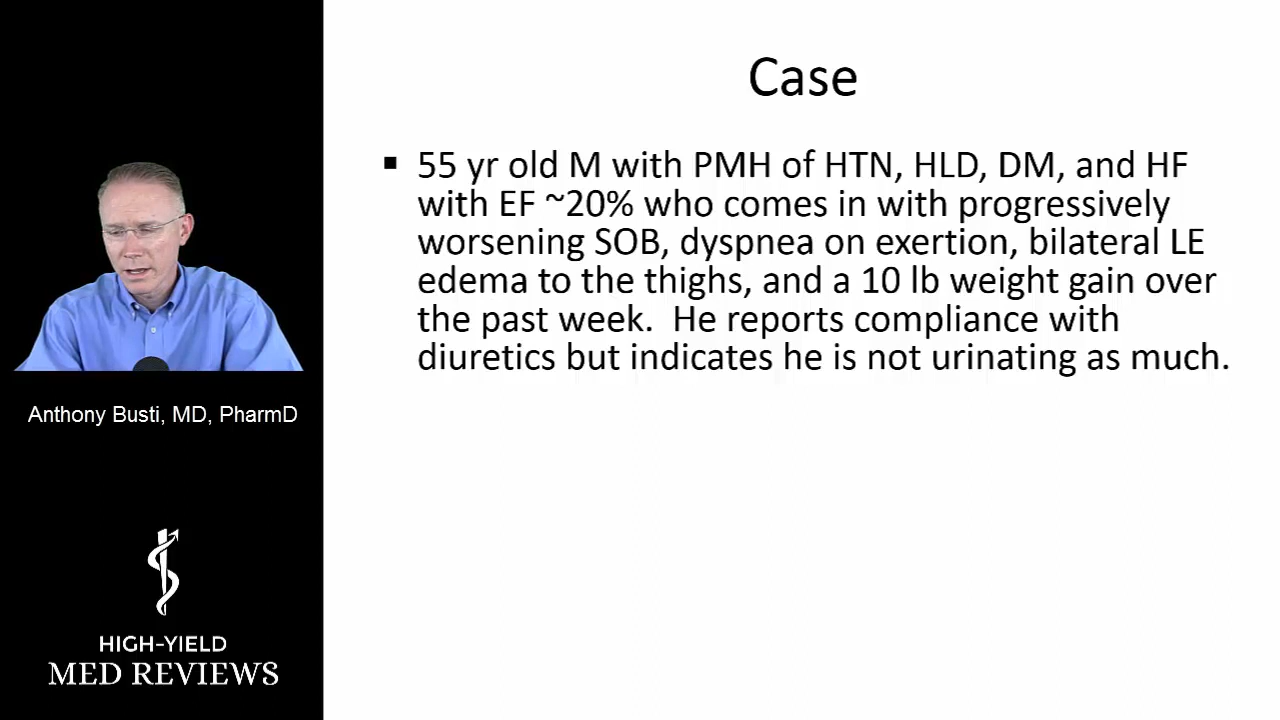 Case
▪ 55 yr old M with PMH of HTN, HLD, DM, and HF
with EF ~20% who comes in with progressively
worsening SOB, dyspnea on exertion, bilateral LE
edema to the thighs, and a 10 lb weight gain over
the past week.  He reports compliance with
diuretics but indicates he is not urinating as much.
Anthony Busti, MD, PharmD
HIGH-YIELD
MED REVIEWS